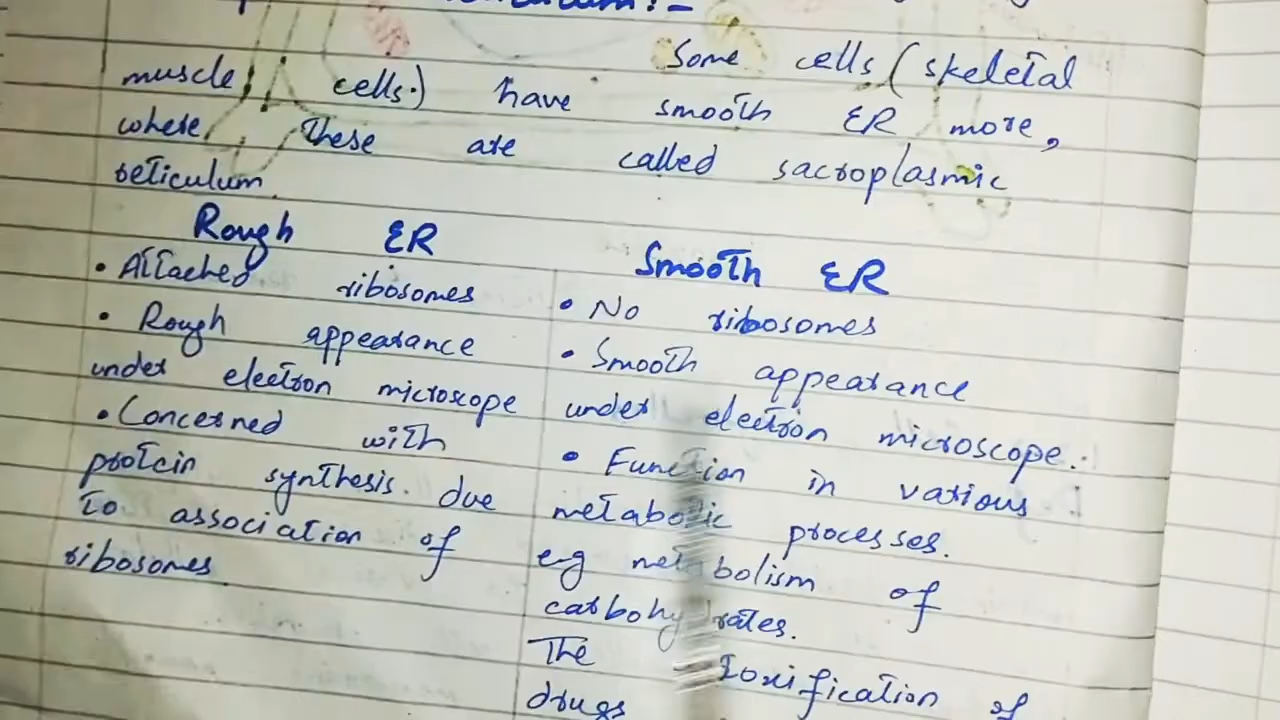 Some cells (skeletal
muscle cells.) have smooth ER more,
where these are called sacroplasmic
reticulum.
Rough ER
• Attached ribosomes
• Rough appearance
under electron microscope
• Concerned with
protein synthesis. due
to association of
ribosomes
Smooth ER
• No ribosomes
• Smooth appearance
under electron microscope.
• Function in various
metabolic processes.
eg metabolism of
carbohydrates.
The of
drugs